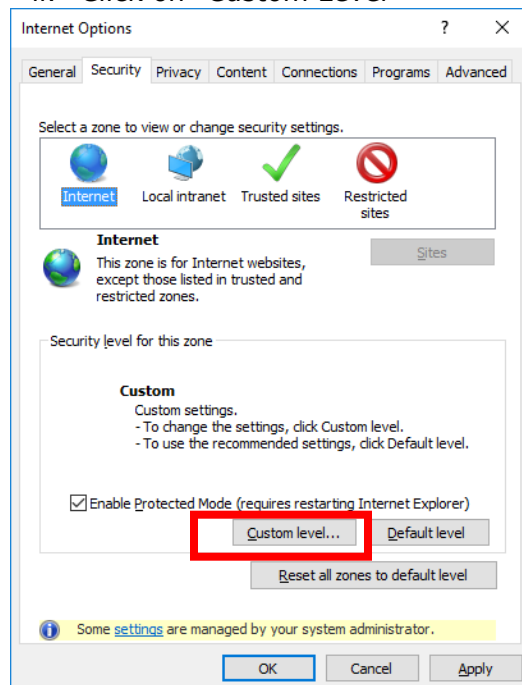 Click on "Custom Level"
Internet Options ? ×
General Security Privacy Content Connections Programs Advanced
Select a zone to view or change security settings.
Internet Local intranet Trusted sites Restricted
sites
Internet
Sites
This zone is for Internet websites,
except those listed in trusted and
restricted zones.
Security level for this zone
Custom
Custom settings.
- To change the settings, click Custom level.
- To use the recommended settings, click Default level.
Enable Protected Mode (requires restarting Internet Explorer)
Custom level... Default level
Reset all zones to default level
Some settings are managed by your system administrator.
OK Cancel Apply